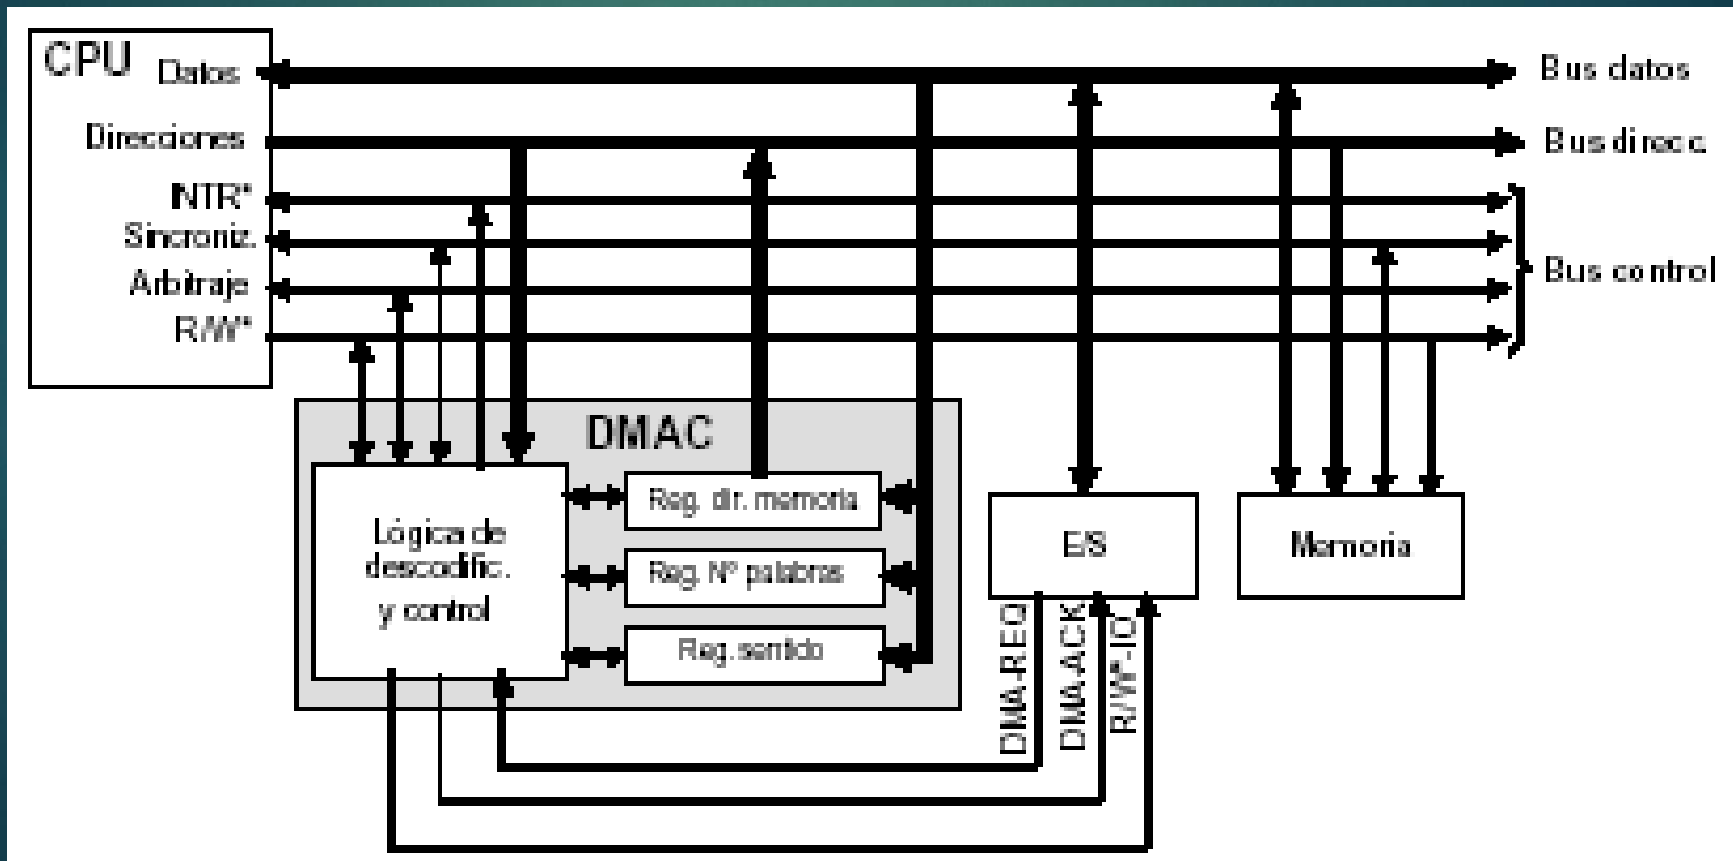 CPU
Datos
Direcciones
INTR*
Sincroniz.
Arbitraje
R/W*
Bus datos
Bus direcc
Bus control
DMAC
Lógica de
descodific.
y control
Reg. dir. memoria
Reg. Nº palabras
Reg. sentido
E/S
Memoria
DMA-REQ
DMA-ACK
R/W*-IO